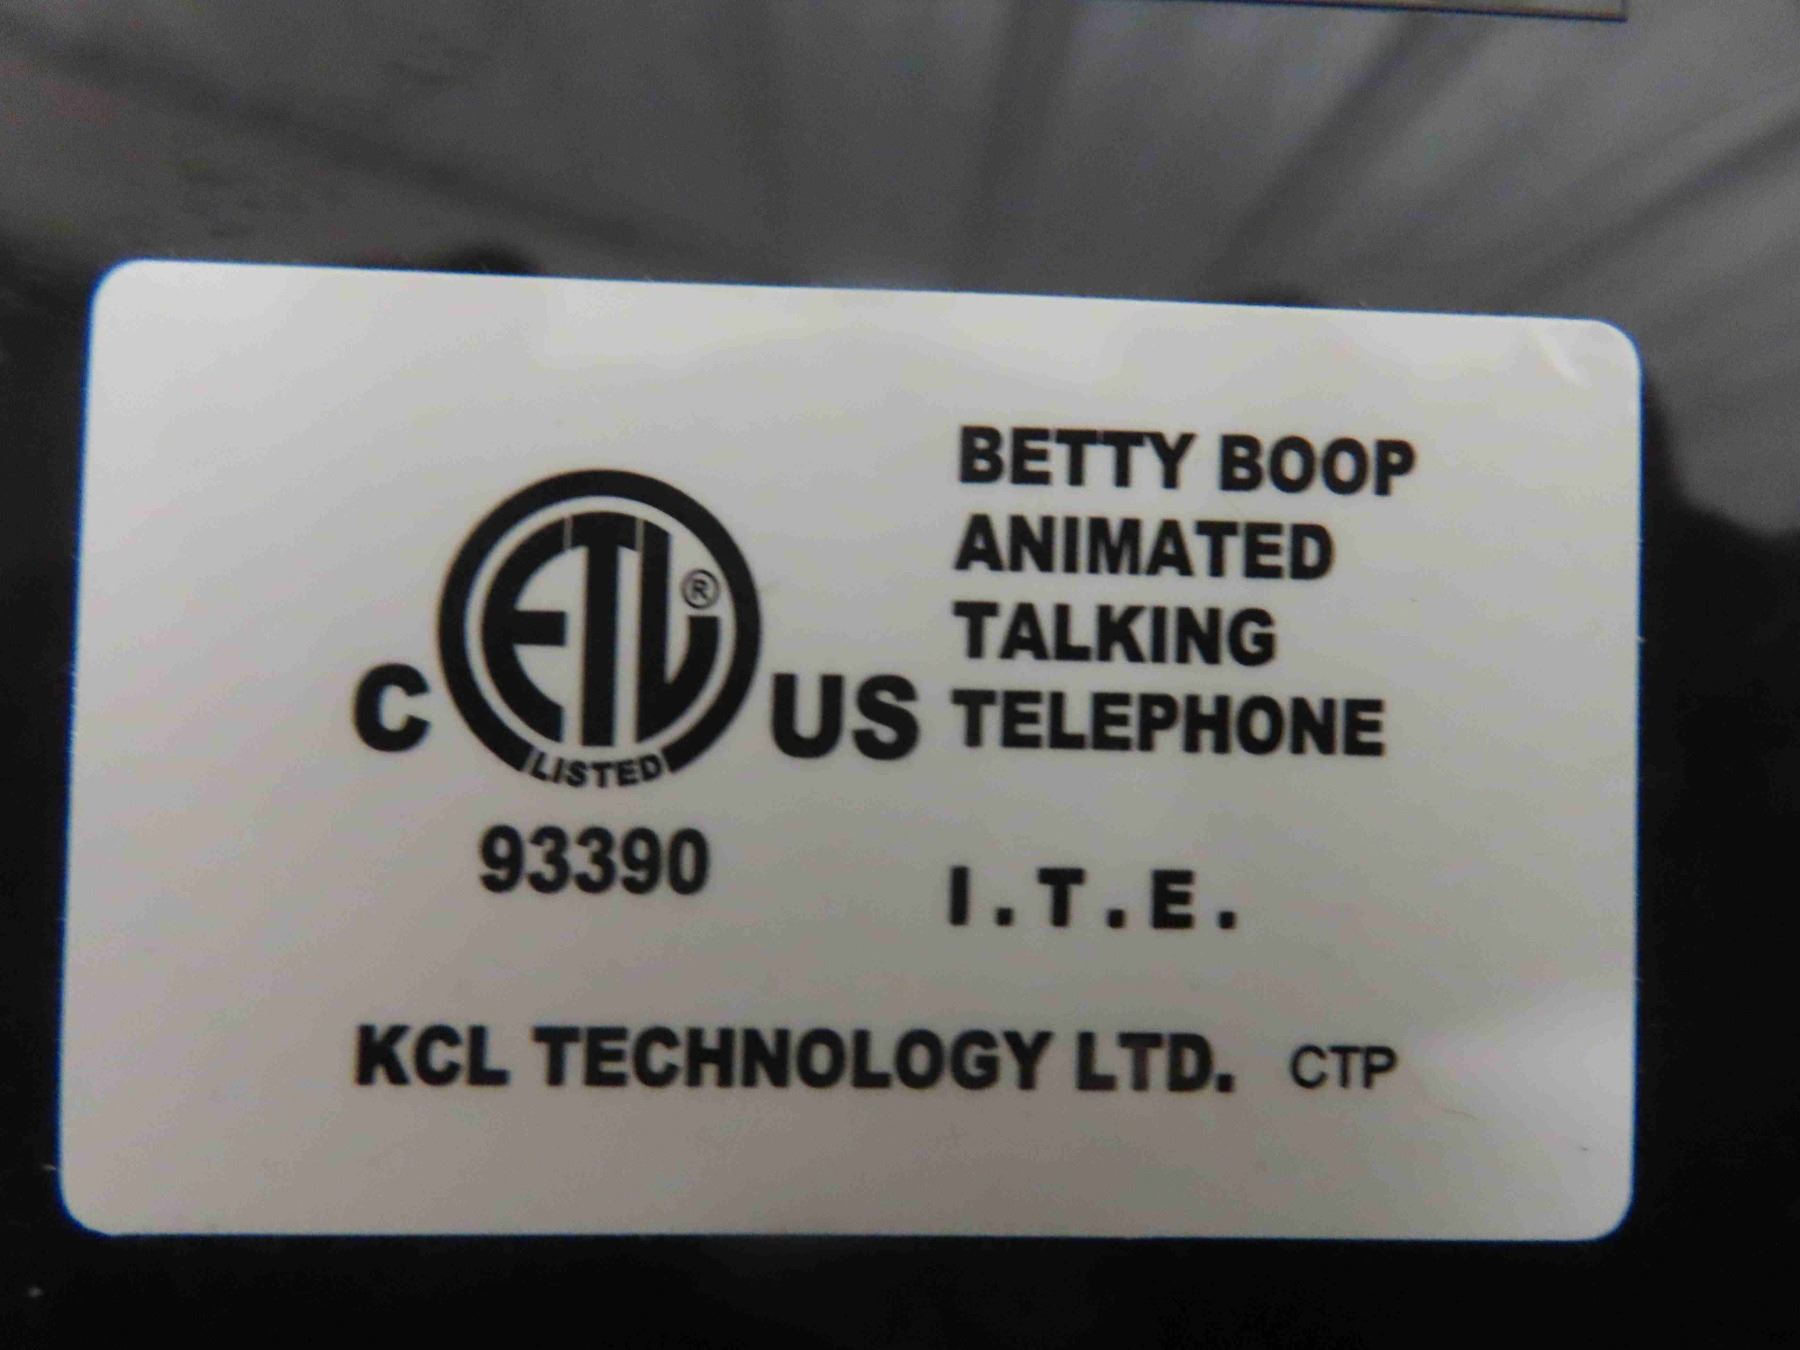 BETTY BOOP
ANIMATED
TALKING
TELEPHONE
C ETL ® US
LISTED
93390
I.T.E.
KCL TECHNOLOGY LTD. CTP